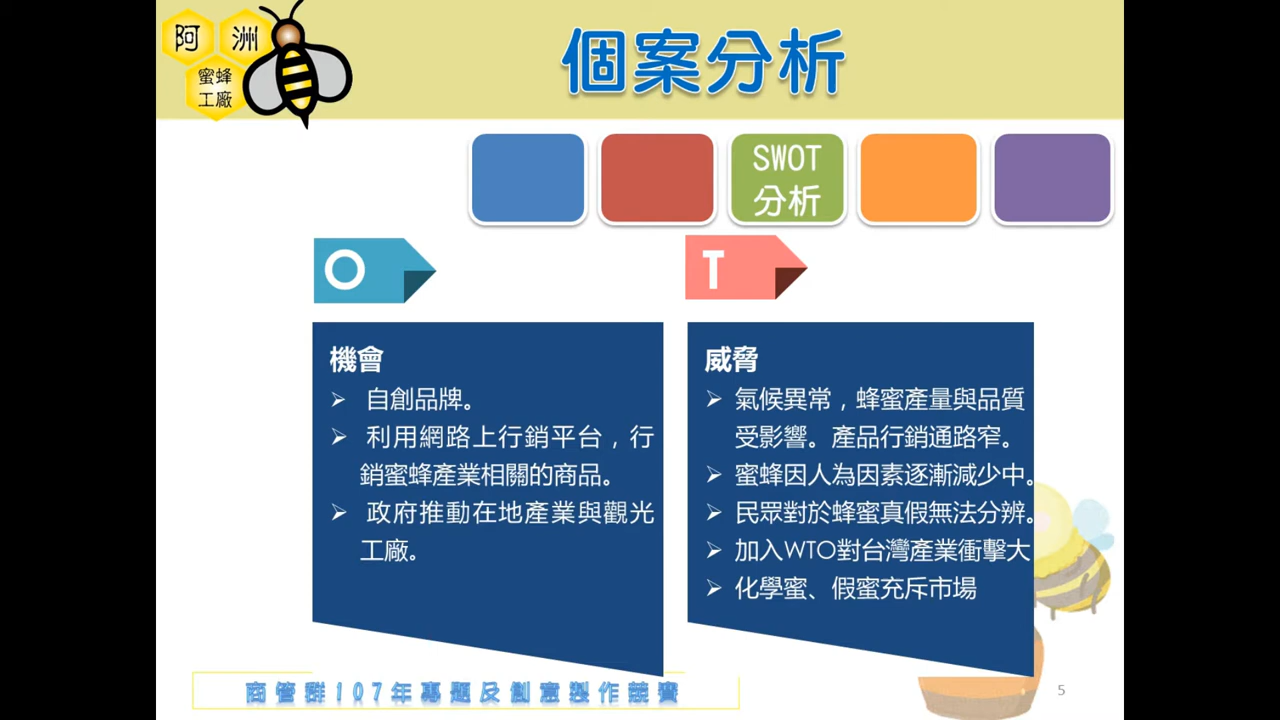 阿 洲
蜜蜂
工廠
個案分析
SWOT
分析
O
T
機會
➢ 自創品牌。
➢ 利用網路上行銷平台，行
銷蜜蜂產業相關的商品。
➢ 政府推動在地產業與觀光
工廠。
威脅
➢ 氣候異常，蜂蜜產量與品質
受影響。產品行銷通路窄。
➢ 蜜蜂因人為因素逐漸減少中。
➢ 民眾對於蜂蜜真假無法分辨。
➢ 加入WTO對台灣產業衝擊大
➢ 化學蜜、假蜜充斥市場
商管群107年專題及創意製作競賽
5